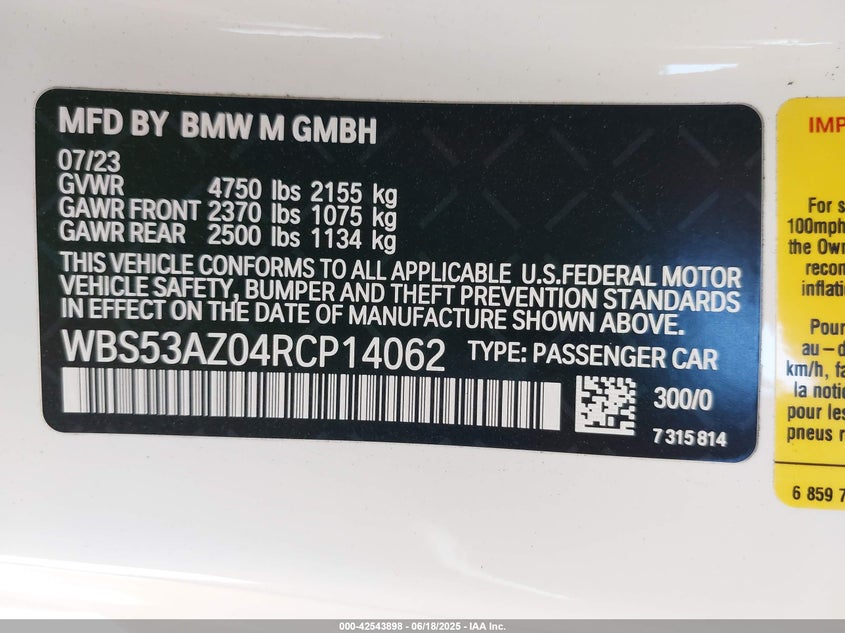 MFD BY BMW M GMBH
07/23
GVWR 4750 lbs 2155 kg
GAWR FRONT 2370 lbs 1075 kg
GAWR REAR 2500 lbs 1134 kg
THIS VEHICLE CONFORMS TO ALL APPLICABLE U.S.FEDERAL MOTOR
VEHICLE SAFETY, BUMPER AND THEFT PREVENTION STANDARDS
IN EFFECT ON THE DATE OF MANUFACTURE SHOWN ABOVE.
WBS53AZ04RCP14062 TYPE: PASSENGER CAR
300/0
7 315 814
IMP
For s
100mph
the Own
recon
inflati
Pour
au–d
km/h, fa
la notic
pour les
pneus r
6 859 7
000-42543898 - 06/18/2025 - IAA Inc.